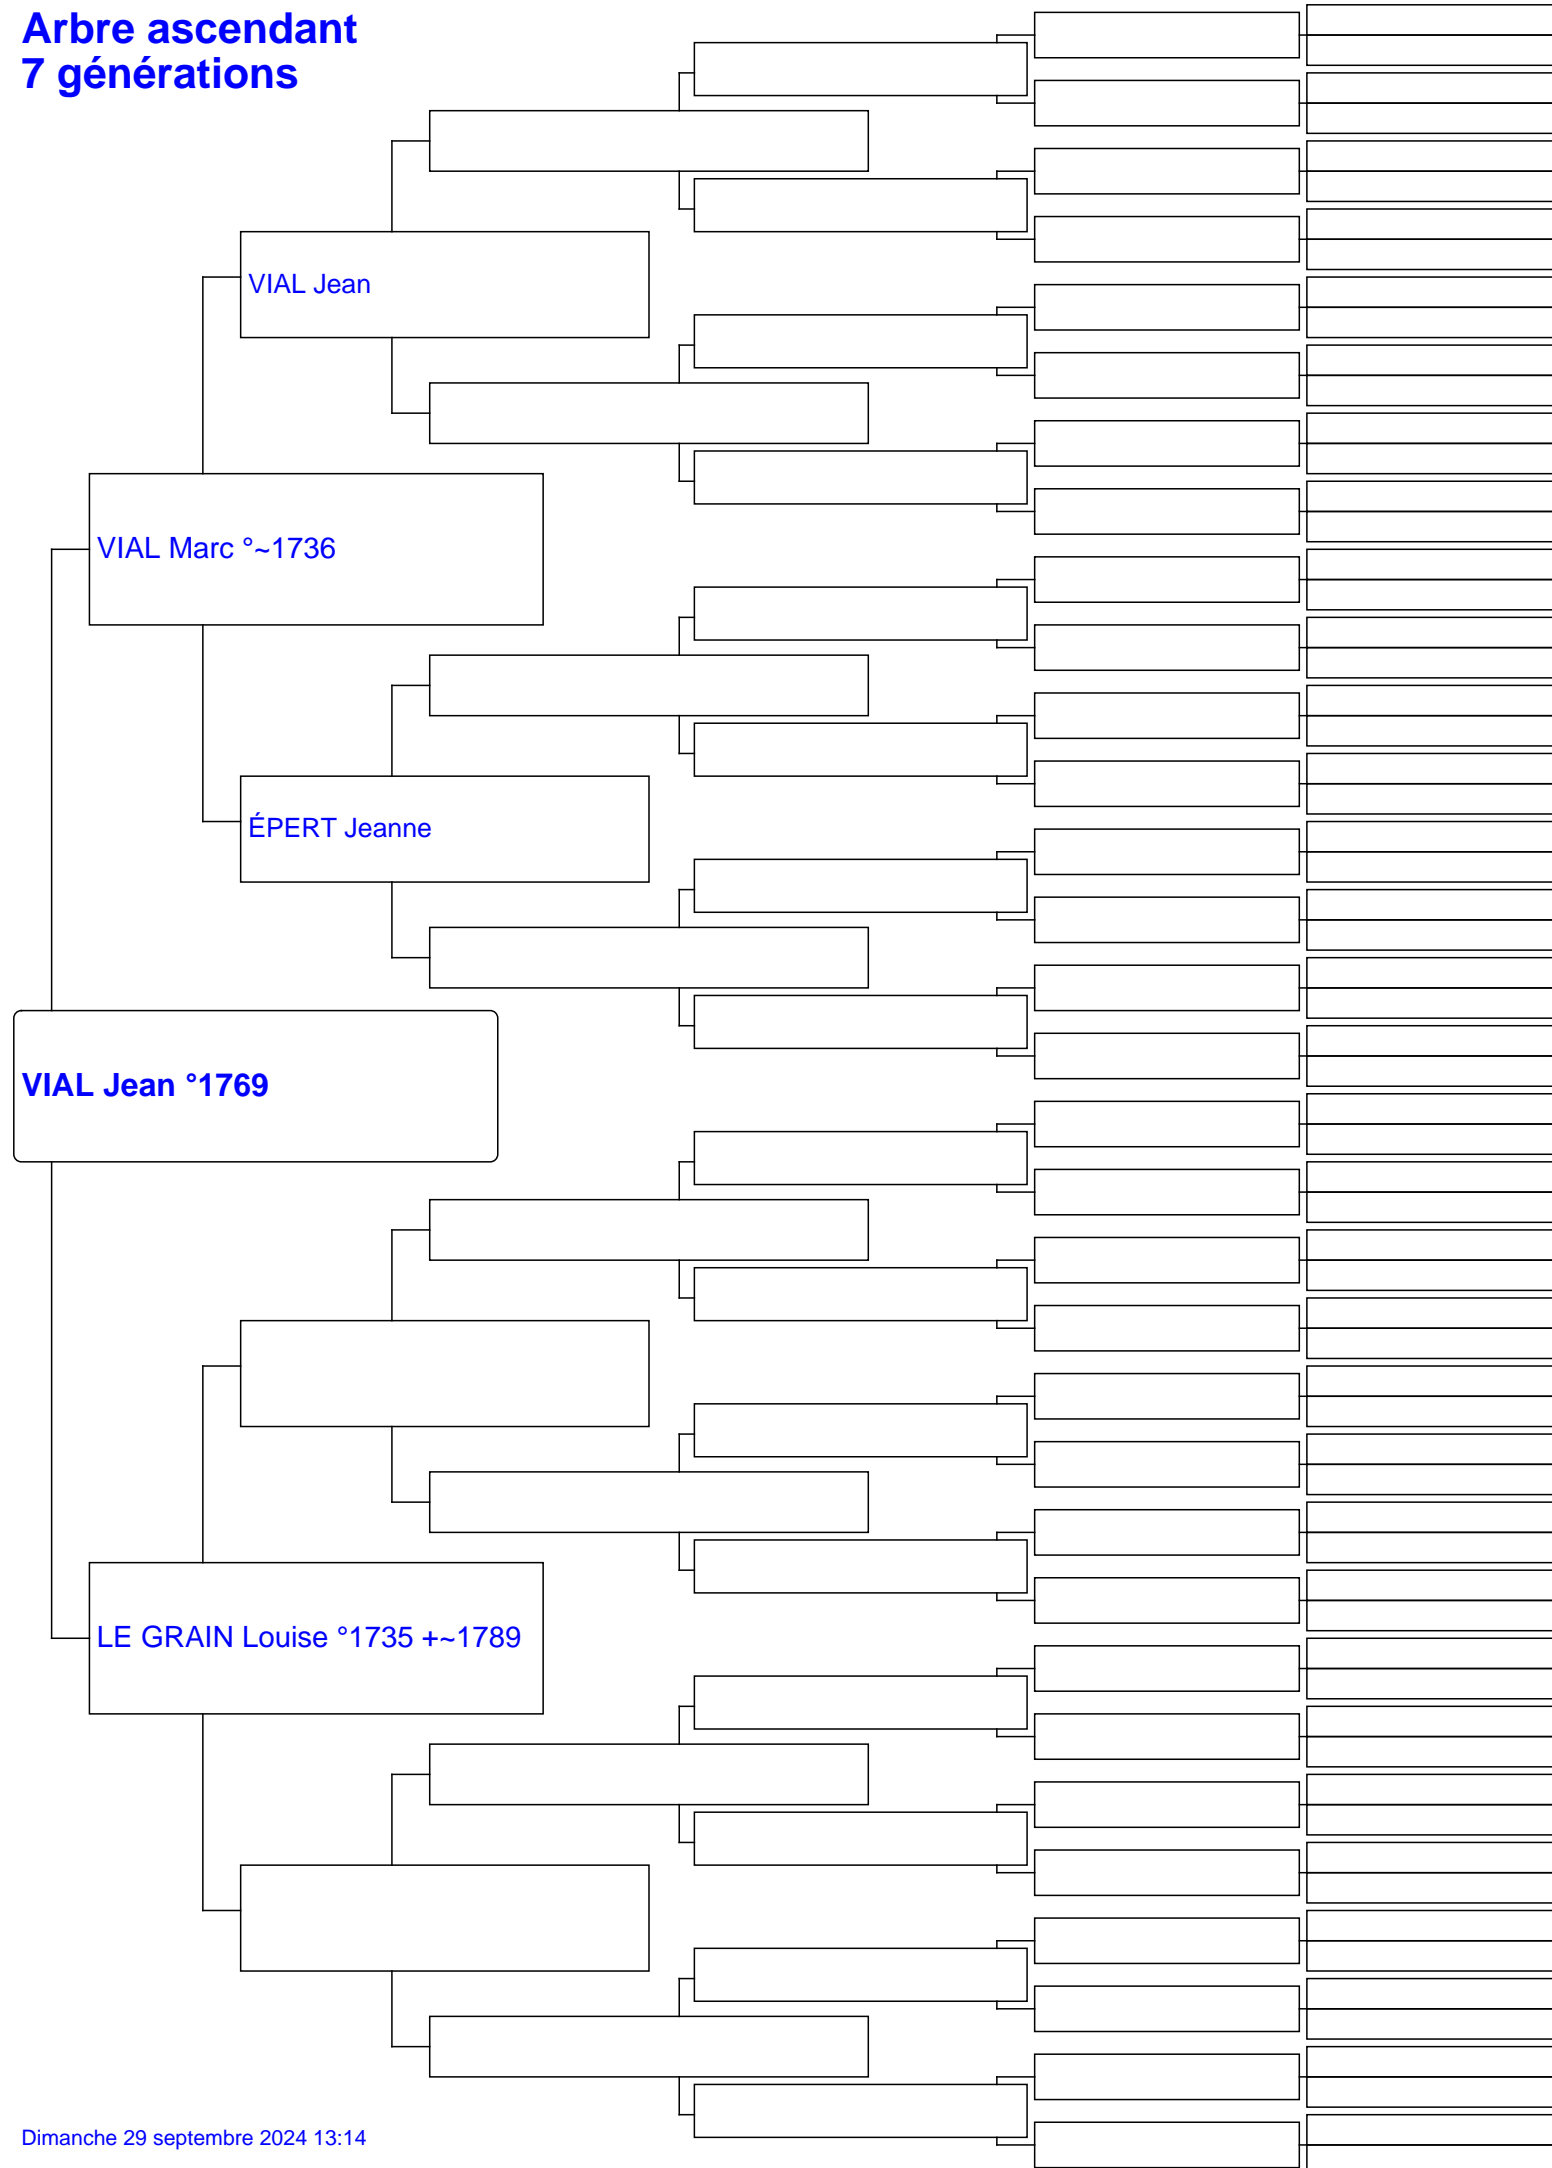 Arbre ascendant
7 générations
VIAL Jean
VIAL Marc °~1736
ÉPERT Jeanne
VIAL Jean °1769
LE GRAIN Louise °1735 +~1789
Dimanche 29 septembre 2024 13:14